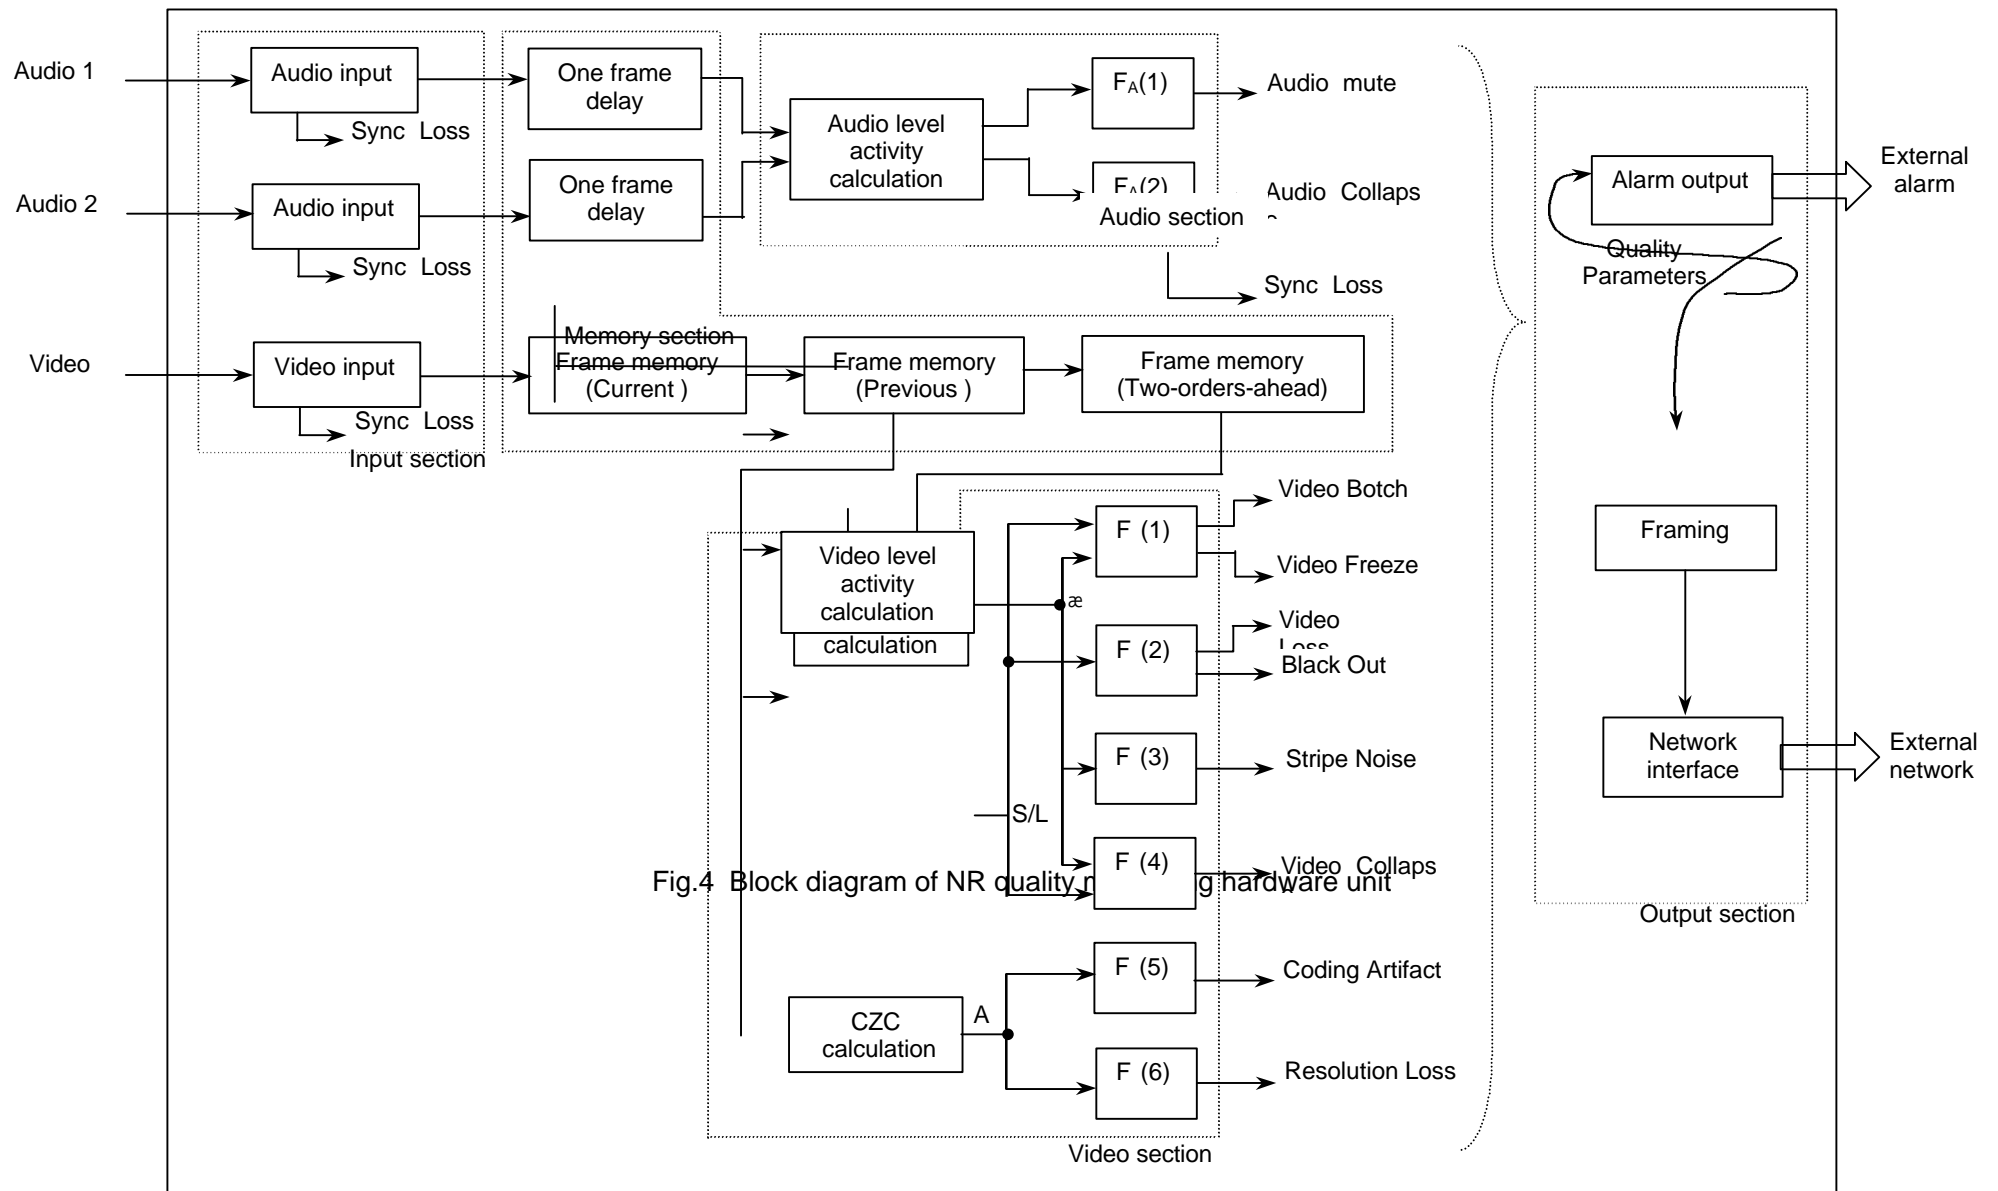 Audio 1
Audio input
Sync Loss
One frame
delay
Audio level
activity
calculation
FA(1)
Audio mute
Audio 2
Audio input
Sync Loss
One frame
delay
FA(2)
Audio Collaps
Audio section
Sync Loss
Alarm output
External
alarm
Quality
Parameters
Video
Video input
Sync Loss
Input section
Memory section
Frame memory
(Current )
Frame memory
(Previous )
Frame memory
(Two-orders-ahead)
Video level
activity
calculation
calculation
æ
S/L
F (1)
Video Botch
Video Freeze
F (2)
Video
Loss
Black Out
F (3)
Stripe Noise
F (4)
Video Collaps
Fig.4 Block diagram of NR quality m g hardware unit
CZC
calculation
A
F (5)
Coding Artifact
F (6)
Resolution Loss
Video section
Framing
Network
interface
External
network
Output section